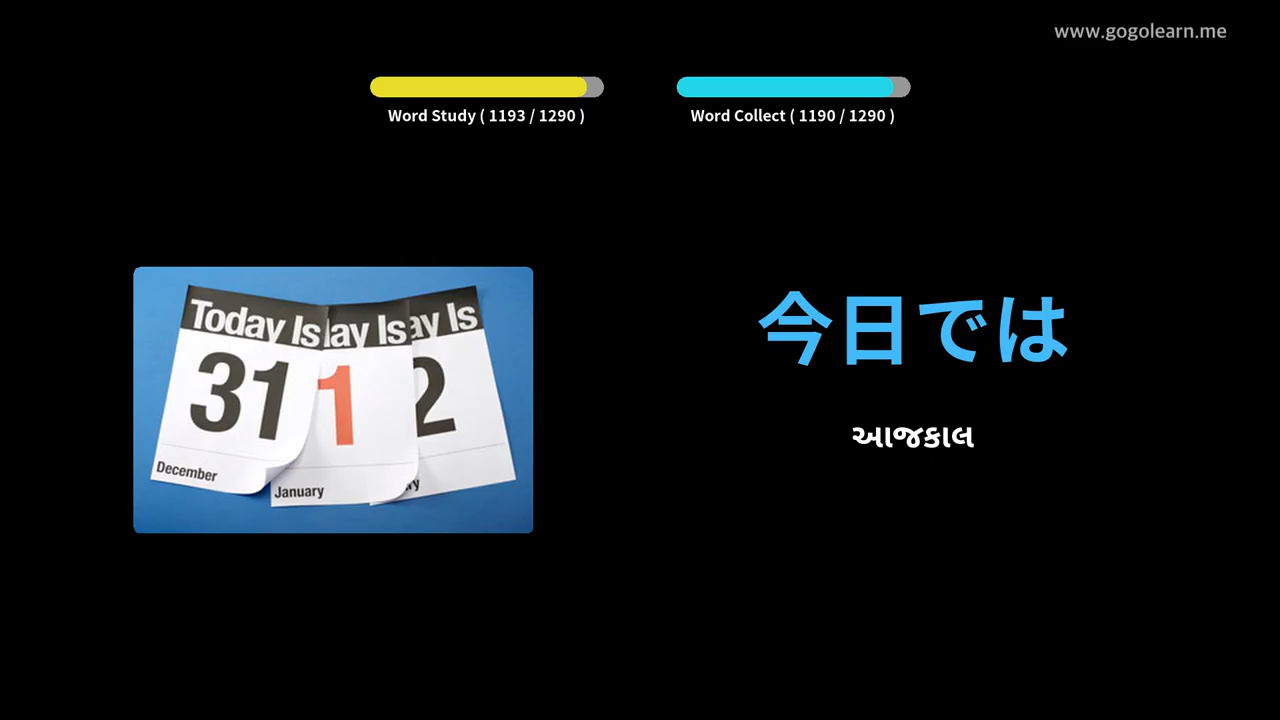 www.gogolearn.me
Word Study ( 1193 / 1290 )
Word Collect ( 1190 / 1290 )
Today Is
ay Is
ay Is
31
1
2
December
January
ry
今日では
આજકાલ